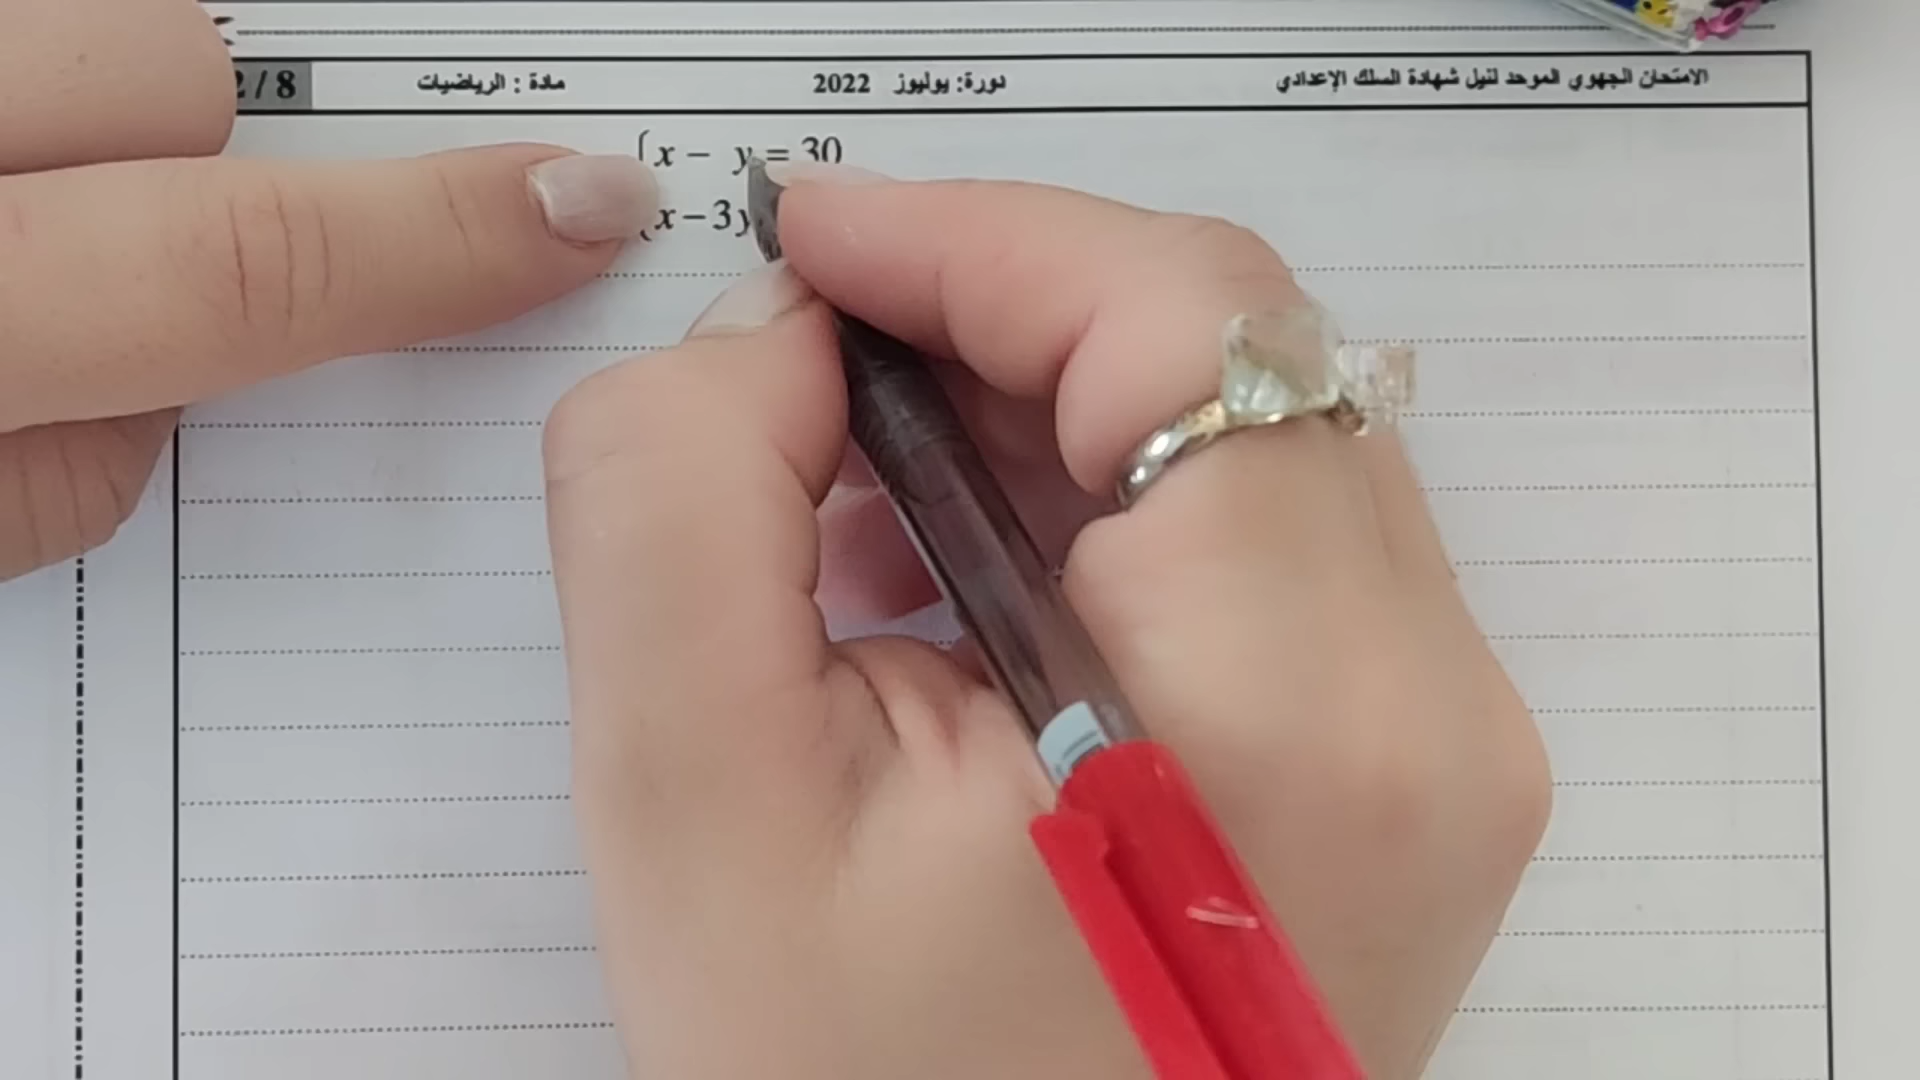 الامتحان الجهوي الموحد لنيل شهادة السلك الإعدادي دورة: يوليوز 2022 مادة : الرياضيات 2 / 8
x − y = 30
x − 3y